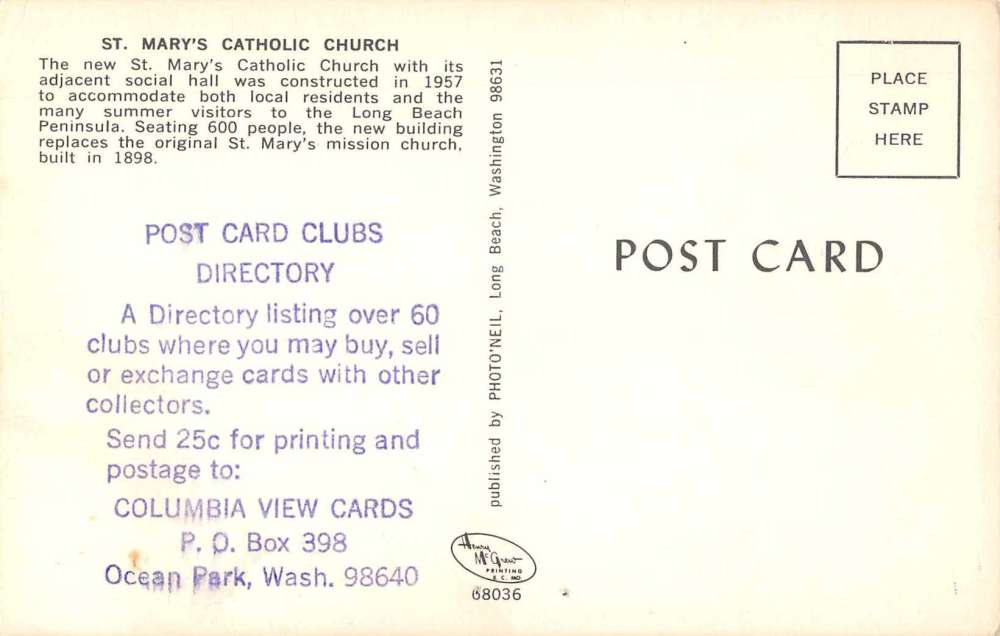 ST. MARY'S CATHOLIC CHURCH
The new St. Mary's Catholic Church with its
adjacent social hall was constructed in 1957
to accommodate both local residents and the
many summer visitors to the Long Beach
Peninsula. Seating 600 people, the new building
replaces the original St. Mary's mission church,
built in 1898.
POST CARD CLUBS
DIRECTORY
A Directory listing over 60
clubs where you may buy, sell
or exchange cards with other
collectors.
Send 25c for printing and
postage to:
COLUMBIA VIEW CARDS
P. O. Box 398
Ocean Park, Wash. 98640
published by PHOTO'NEIL, Long Beach, Washington 98631
Henry
McGrew
PRINTING
K. C. MO
68036
PLACE
STAMP
HERE
POST CARD